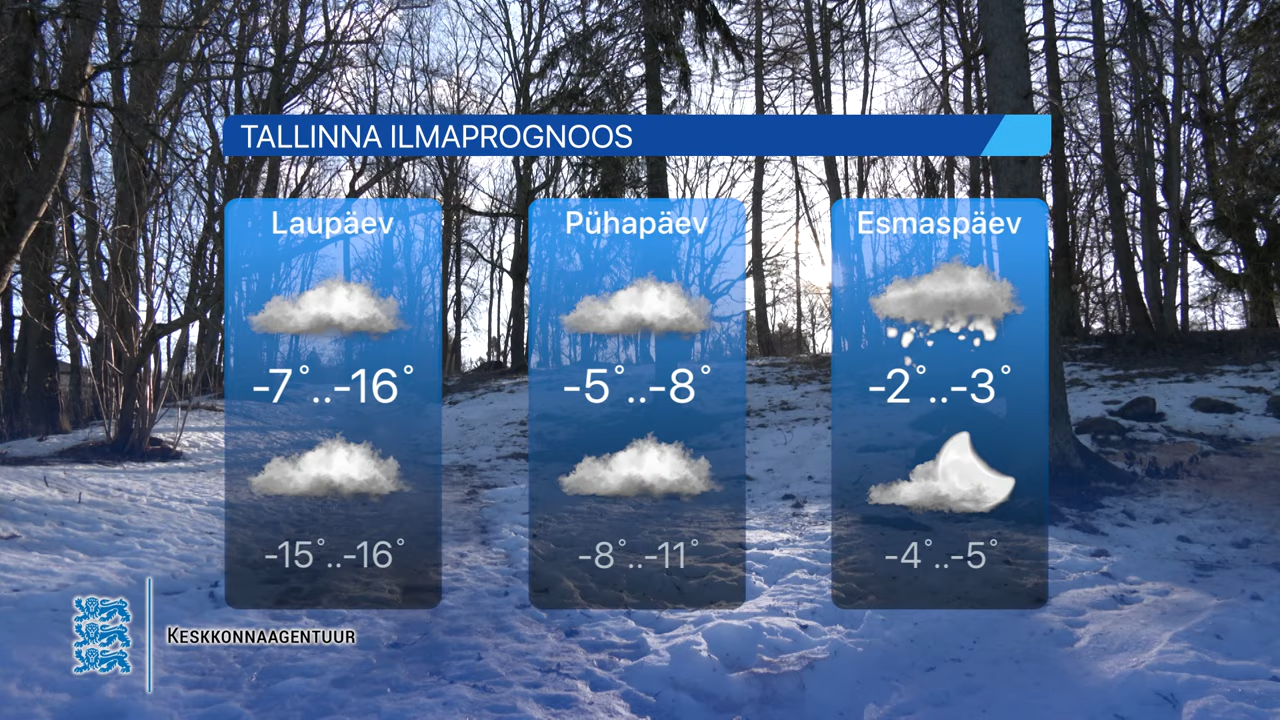 TALLINNA ILMAPROGNOOS
Laupäev
-7°..-16°
-15°..-16°
Pühapäev
-5°..-8°
-8°..-11°
Esmaspäev
-2°..-3°
-4°..-5°
KESKKONNAAGENTUUR